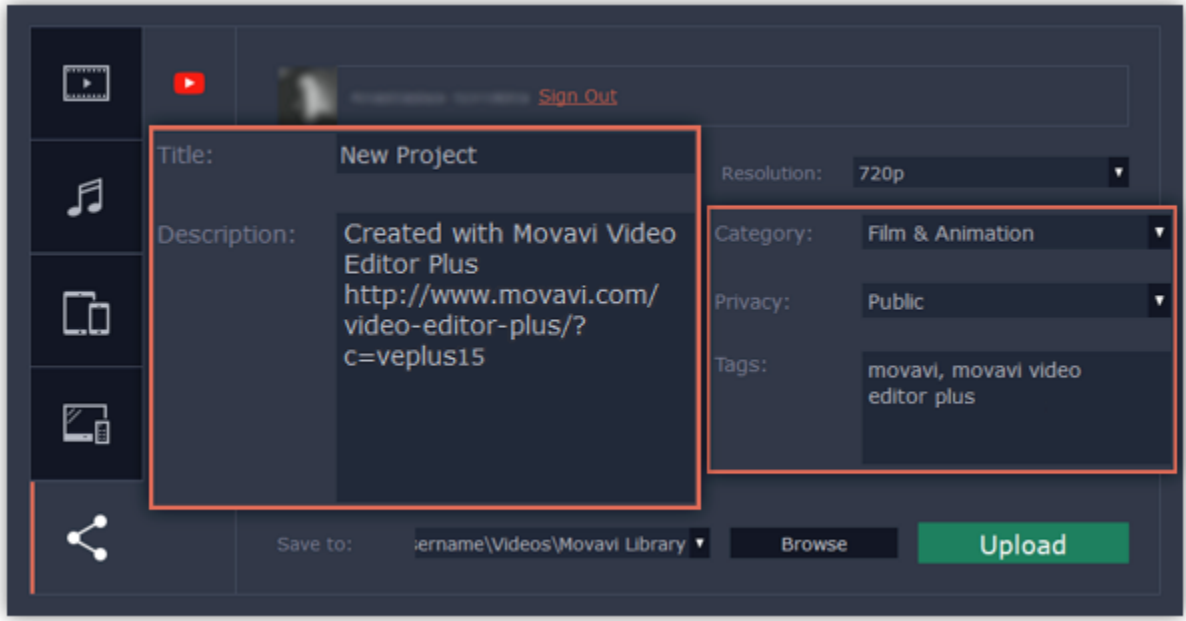 Sign Out
Title:
New Project
Description:
Created with Movavi Video
Editor Plus
http://www.movavi.com/
video-editor-plus/?
c=veplus15
Resolution:
720p
Category:
Film & Animation
Privacy:
Public
Tags:
movavi, movavi video
editor plus
Save to:
sername\Videos\Movavi Library
Browse
Upload